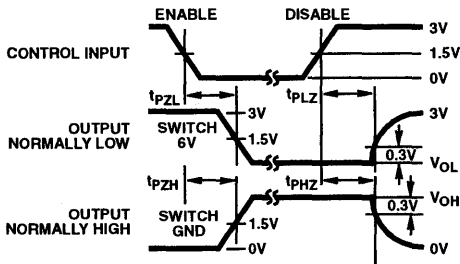 ENABLE
DISABLE
CONTROL INPUT
3V
1.5V
0V
tPZL
tPLZ
OUTPUT
NORMALLY LOW
SWITCH
6V
3V
1.5V
3V
0.3V
VOL
tPZH
tPHZ
OUTPUT
NORMALLY HIGH
SWITCH
GND
1.5V
0V
VOH
0.3V
0V